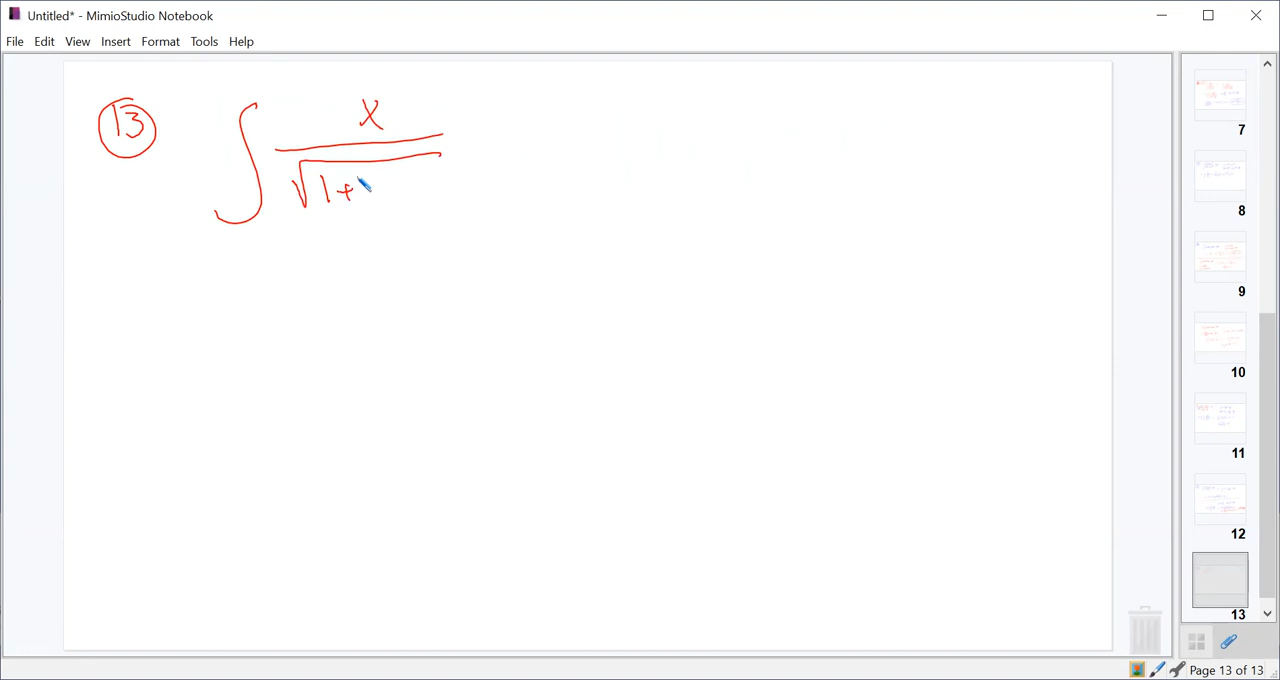 Untitled* - MimioStudio Notebook
File Edit View Insert Format Tools Help
13 ∫ x / √(1+
7
8
9
10
11
12
13
Page 13 of 13